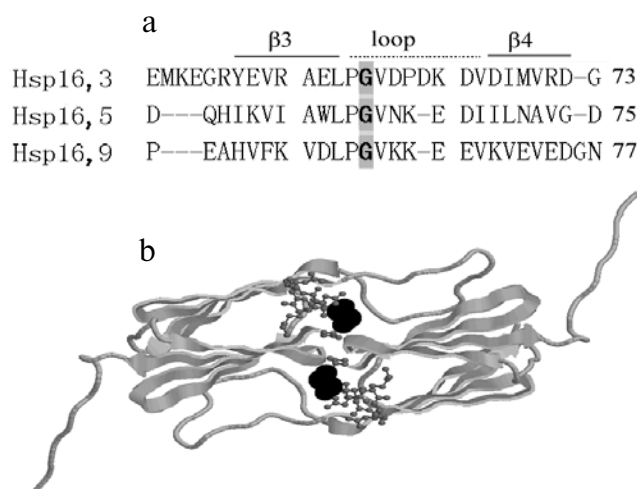 a
β3 loop β4
Hsp16,3 EMKEGRYEVR AELPGVDPDK DVDIMVRD-G 73
Hsp16,5 D---QHIKVI AWLPGVNK-E DIILNAVG-D 75
Hsp16,9 P---EAHVFK VDLPGVKK-E EVKVEVEDGN 77
b